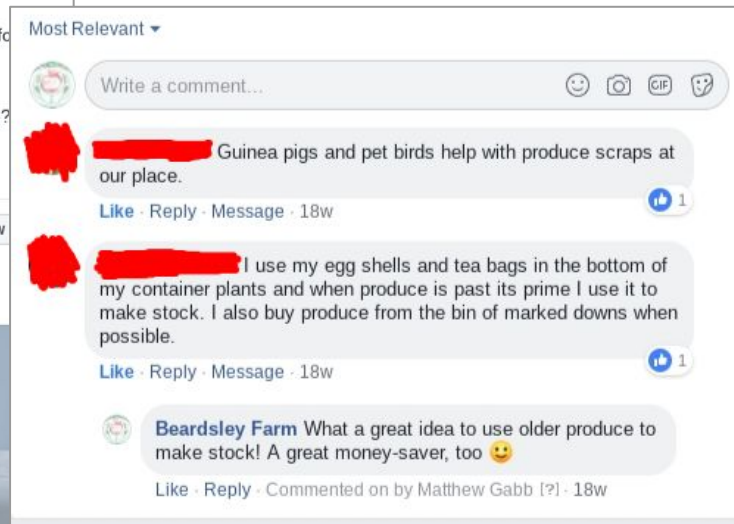 fo
Most Relevant
Write a comment...
GIF
?
Guinea pigs and pet birds help with produce scraps at
our place.
1
Like · Reply · Message · 18w
I use my egg shells and tea bags in the bottom of
my container plants and when produce is past its prime I use it to
make stock. I also buy produce from the bin of marked downs when
possible.
1
Like · Reply · Message · 18w
Beardsley Farm What a great idea to use older produce to
make stock! A great money-saver, too 🙂
Like · Reply · Commented on by Matthew Gabb [?] · 18w